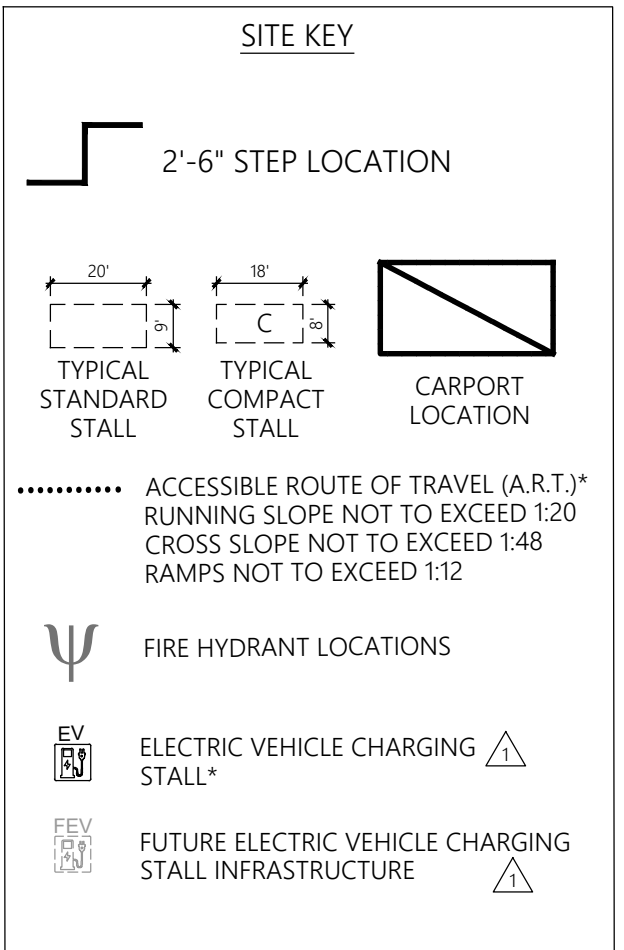 SITE KEY
2'-6" STEP LOCATION
20'
9'
TYPICAL
STANDARD
STALL
18'
C
8'
TYPICAL
COMPACT
STALL
CARPORT
LOCATION
ACCESSIBLE ROUTE OF TRAVEL (A.R.T.)*
RUNNING SLOPE NOT TO EXCEED 1:20
CROSS SLOPE NOT TO EXCEED 1:48
RAMPS NOT TO EXCEED 1:12
FIRE HYDRANT LOCATIONS
EV
ELECTRIC VEHICLE CHARGING 1
STALL*
FEV
FUTURE ELECTRIC VEHICLE CHARGING
STALL INFRASTRUCTURE 1